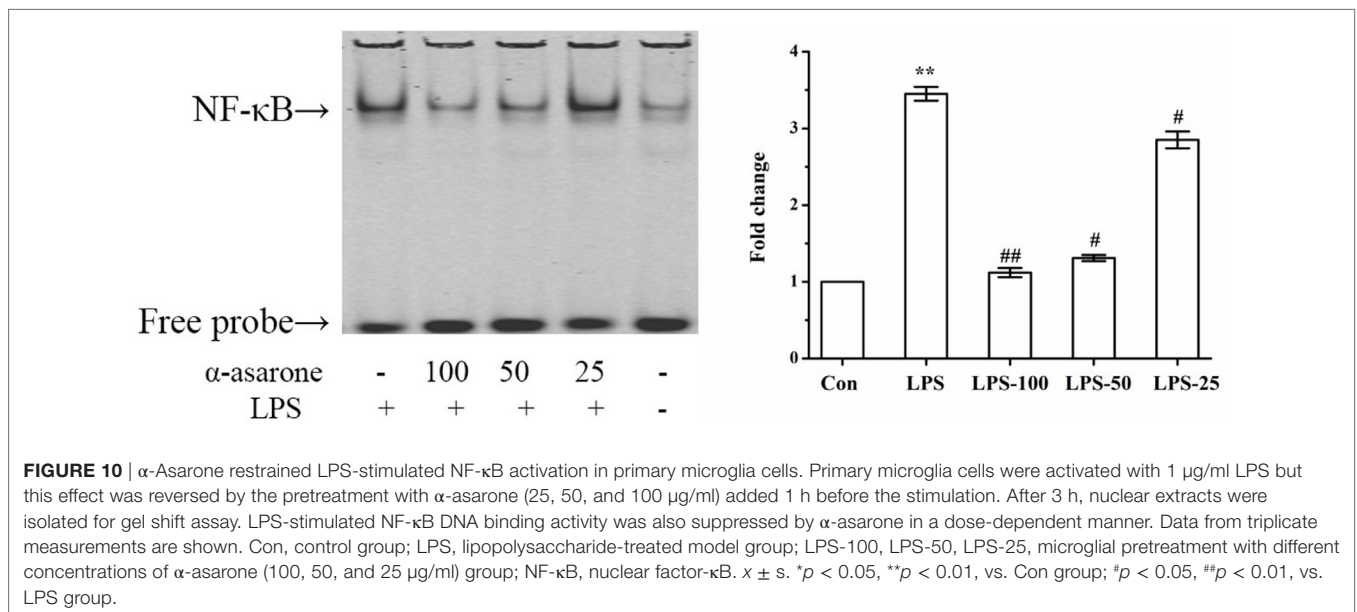 NF-κB→
Free probe→
α-asarone - 100 50 25 -
LPS + + + + -
Fold change
4
3
2
1
0
**
##
#
#
Con LPS LPS-100 LPS-50 LPS-25
FIGURE 10 | α-Asarone restrained LPS-stimulated NF-κB activation in primary microglia cells. Primary microglia cells were activated with 1 µg/ml LPS but
this effect was reversed by the pretreatment with α-asarone (25, 50, and 100 µg/ml) added 1 h before the stimulation. After 3 h, nuclear extracts were
isolated for gel shift assay. LPS-stimulated NF-κB DNA binding activity was also suppressed by α-asarone in a dose-dependent manner. Data from triplicate
measurements are shown. Con, control group; LPS, lipopolysaccharide-treated model group; LPS-100, LPS-50, LPS-25, microglial pretreatment with different
concentrations of α-asarone (100, 50, and 25 µg/ml) group; NF-κB, nuclear factor-κB. x ± s. *p < 0.05, **p < 0.01, vs. Con group; #p < 0.05, ##p < 0.01, vs.
LPS group.